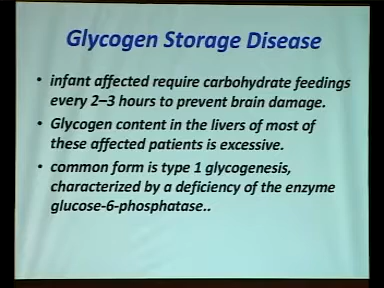 Glycogen Storage Disease
• infant affected require carbohydrate feedings
every 2–3 hours to prevent brain damage.
• Glycogen content in the livers of most of
these affected patients is excessive.
• common form is type 1 glycogenesis,
characterized by a deficiency of the enzyme
glucose-6-phosphatase..